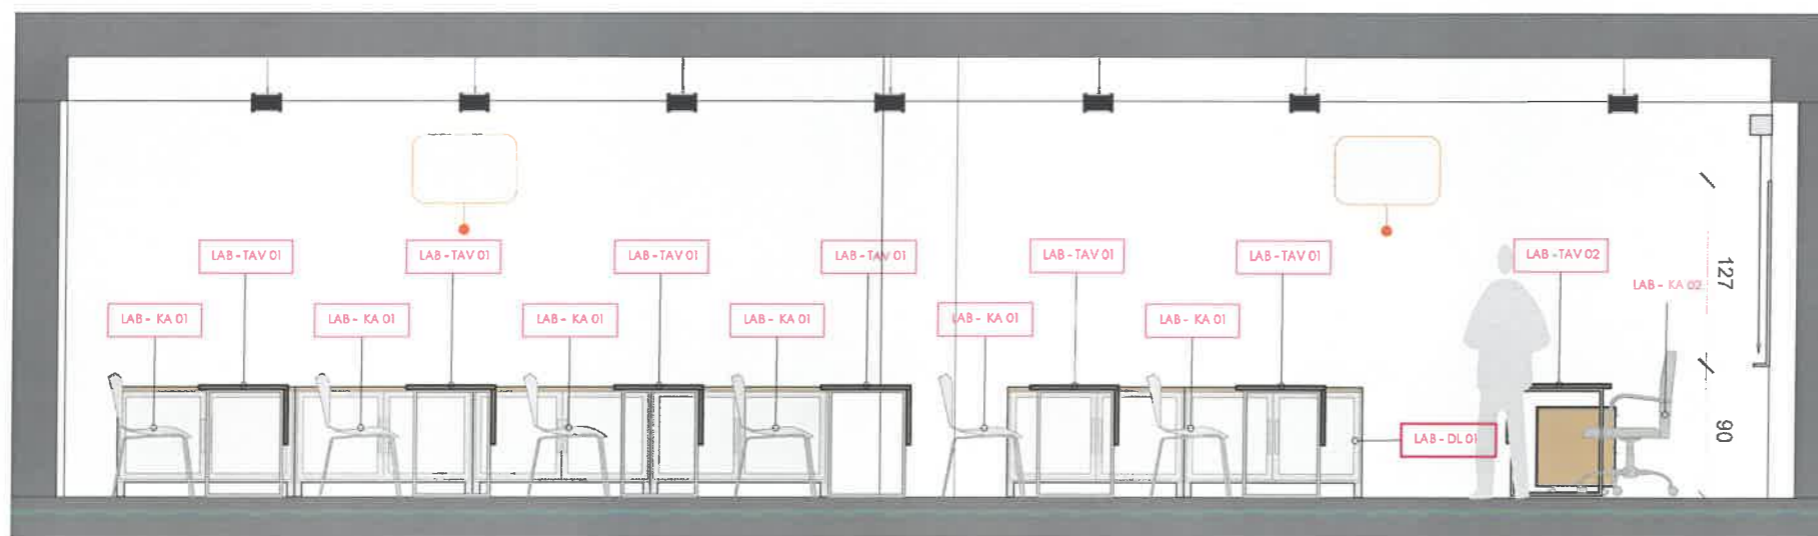 LAB - TAV 01
LAB - TAV 01
LAB - TAV 01
LAB - TAV 01
LAB - TAV 01
LAB - TAV 01
LAB - TAV 02
LAB - KA 02
127
LAB - KA 01
LAB - KA 01
LAB - KA 01
LAB - KA 01
LAB - KA 01
LAB - KA 01
LAB - DL 01
90